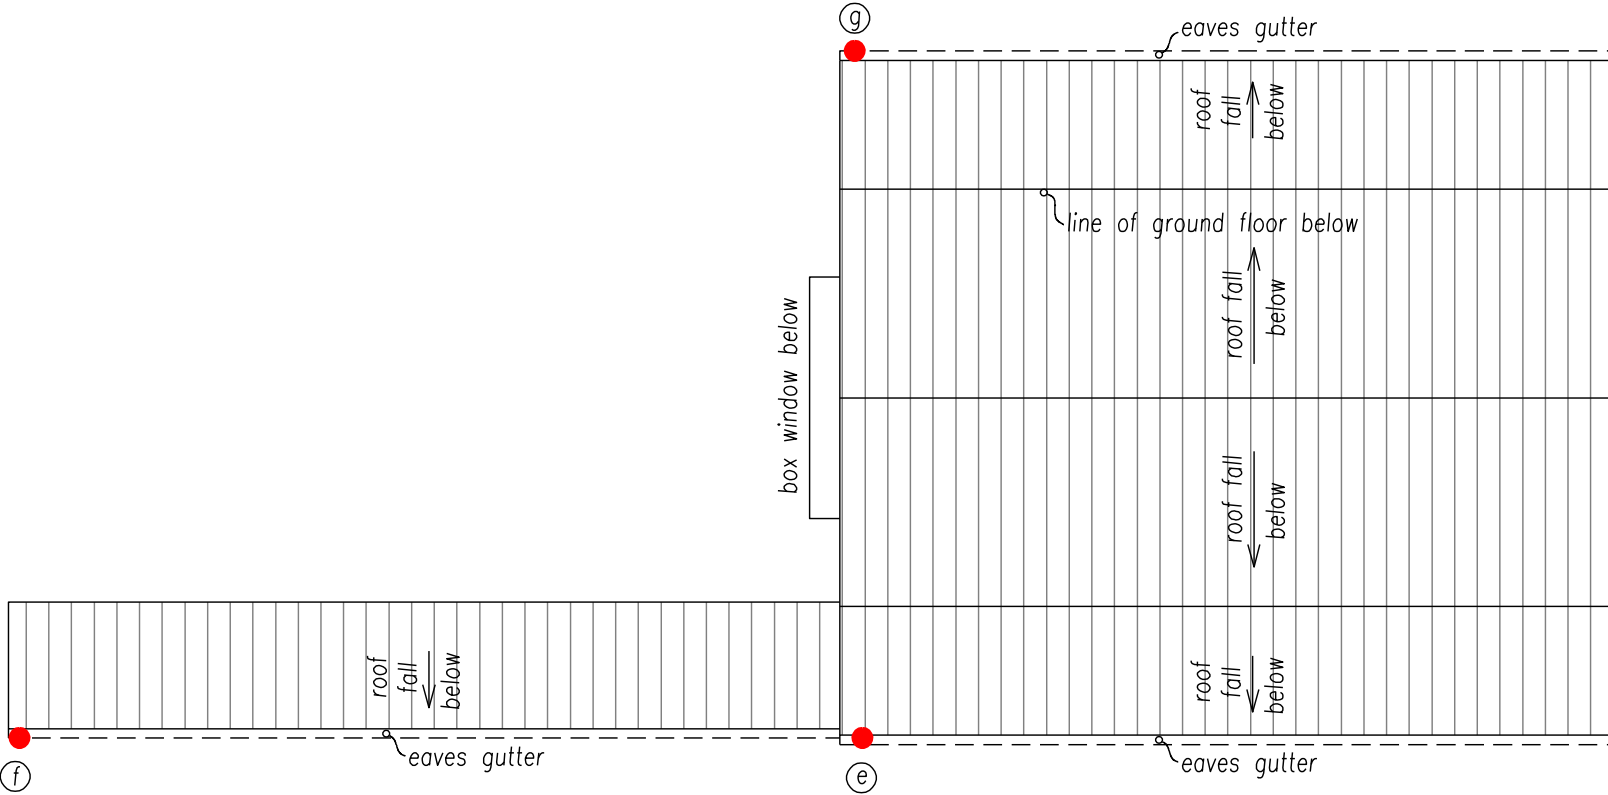 g
eaves gutter
roof
fall
below
line of ground floor below
roof fall
below
box window below
roof fall
below
roof
fall
below
roof
fall
below
eaves gutter
eaves gutter
f
e